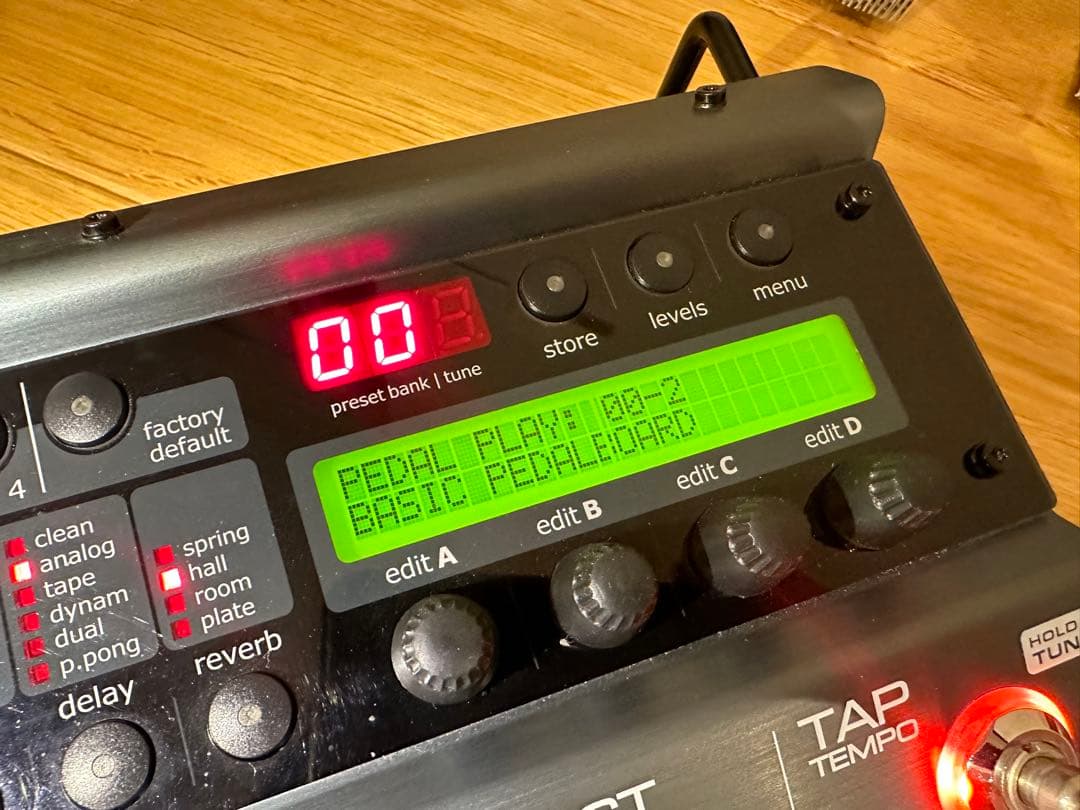 00
preset bank | tune
store
levels
menu
factory
default
4
PEDAL PLAY: 00-2
BASIC PEDALBOARD
edit A
edit B
edit C
edit D
clean
analog
tape
dynam
dual
p.pong
delay
spring
hall
room
plate
reverb
HOLD
TUN
TAP
TEMPO